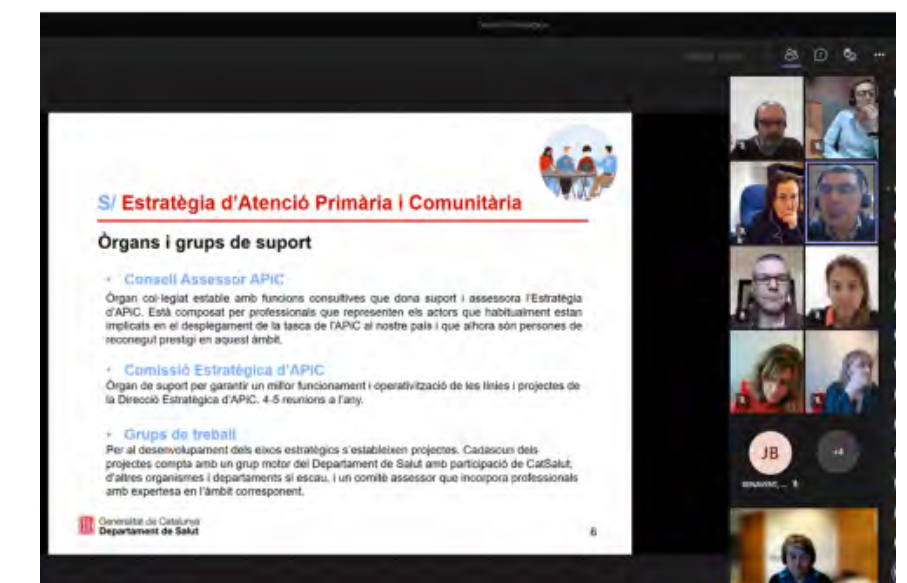 S/ Estratègia d'Atenció Primària i Comunitària
Òrgans i grups de suport
• Consell Assessor APiC
Òrgan col·legiat estable amb funcions consultives que dona suport i assessora l'Estratègia
d'APiC. Està composat per professionals que representen els actors que habitualment estan
implicats en el desplegament de la tasca de l'APiC al nostre país i que alhora són persones de
reconegut prestigi en aquest àmbit.
• Comissió Estratègica d'APiC
Òrgan de suport per garantir un millor funcionament i operativització de les línies i projectes de
la Direcció Estratègica d'APiC. 4-5 reunions a l'any.
• Grups de treball
Per al desenvolupament dels eixos estratègics s'estableixen projectes. Cadascun dels
projectes compta amb un grup motor del Departament de Salut amb participació de CatSalut,
d'altres organismes i departaments si escau, i un comitè assessor que incorpora professionals
amb expertesa en l'àmbit corresponent.
Generalitat de Catalunya
Departament de Salut
6
JB
+4